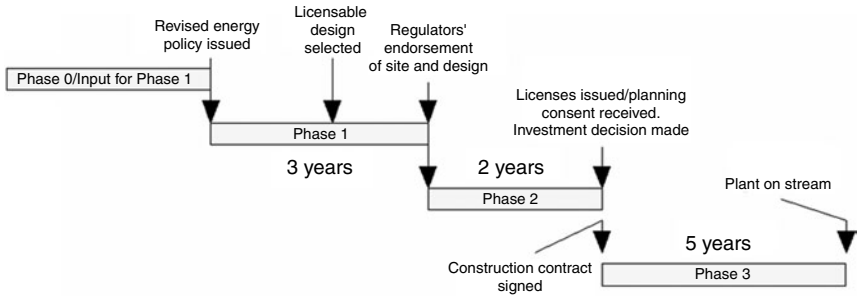 Revised energy
policy issued
Licensable
design
selected
Regulators'
endorsement
of site and design
Phase 0/Input for Phase 1
Licenses issued/planning
consent received.
Investment decision made
Phase 1
3 years
2 years
Plant on stream
Phase 2
5 years
Construction contract
signed
Phase 3